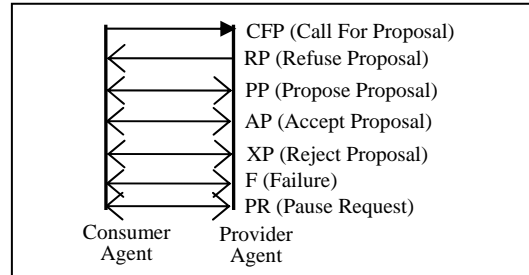 CFP (Call For Proposal)
RP (Refuse Proposal)
PP (Propose Proposal)
AP (Accept Proposal)
XP (Reject Proposal)
F (Failure)
PR (Pause Request)
Consumer Agent
Provider Agent